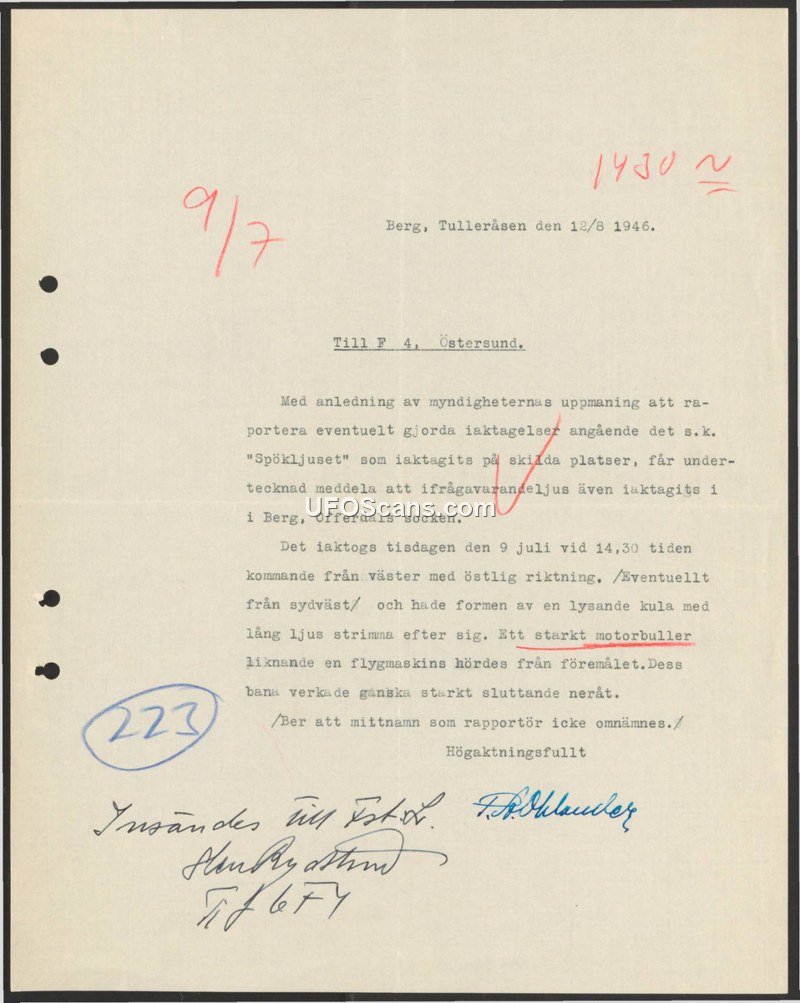 1430 N
9/7
Berg, Tulleråsen den 12/8 1946.
Till F 4, Östersund.
Med anledning av myndigheternas uppmaning att ra-
portera eventuelt gjorda iaktagelser angående det s.k.
"Spökljuset" som iaktagits på skilda platser, får under-
tecknad meddela att ifrågavarandeljus även iaktagits i
i Berg, Offerdals socken.
UFOScans.com
Det iaktogs tisdagen den 9 juli vid 14,30 tiden
kommande från väster med östlig riktning. /Eventuellt
från sydväst/ och hade formen av en lysande kula med
lång ljus strimma efter sig. Ett starkt motorbuller
liknande en flygmaskins hördes från föremålet.Dess
bana verkade ganska starkt sluttande neråt.
/Ber att mittnamn som rapportör icke omnämnes./
Högaktningsfullt
223
Insändes till Fst.L.